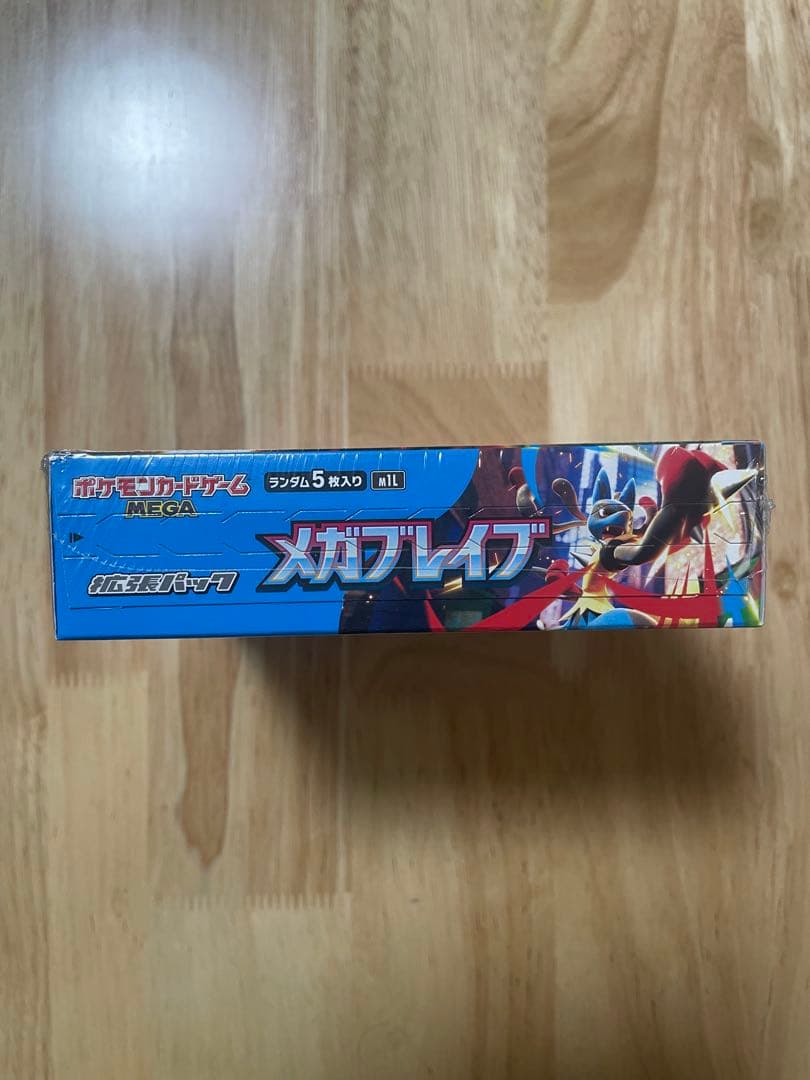 ポケモンカードゲーム
MEGA
ランダム5枚入り
M1L
メガブレイブ
拡張パック